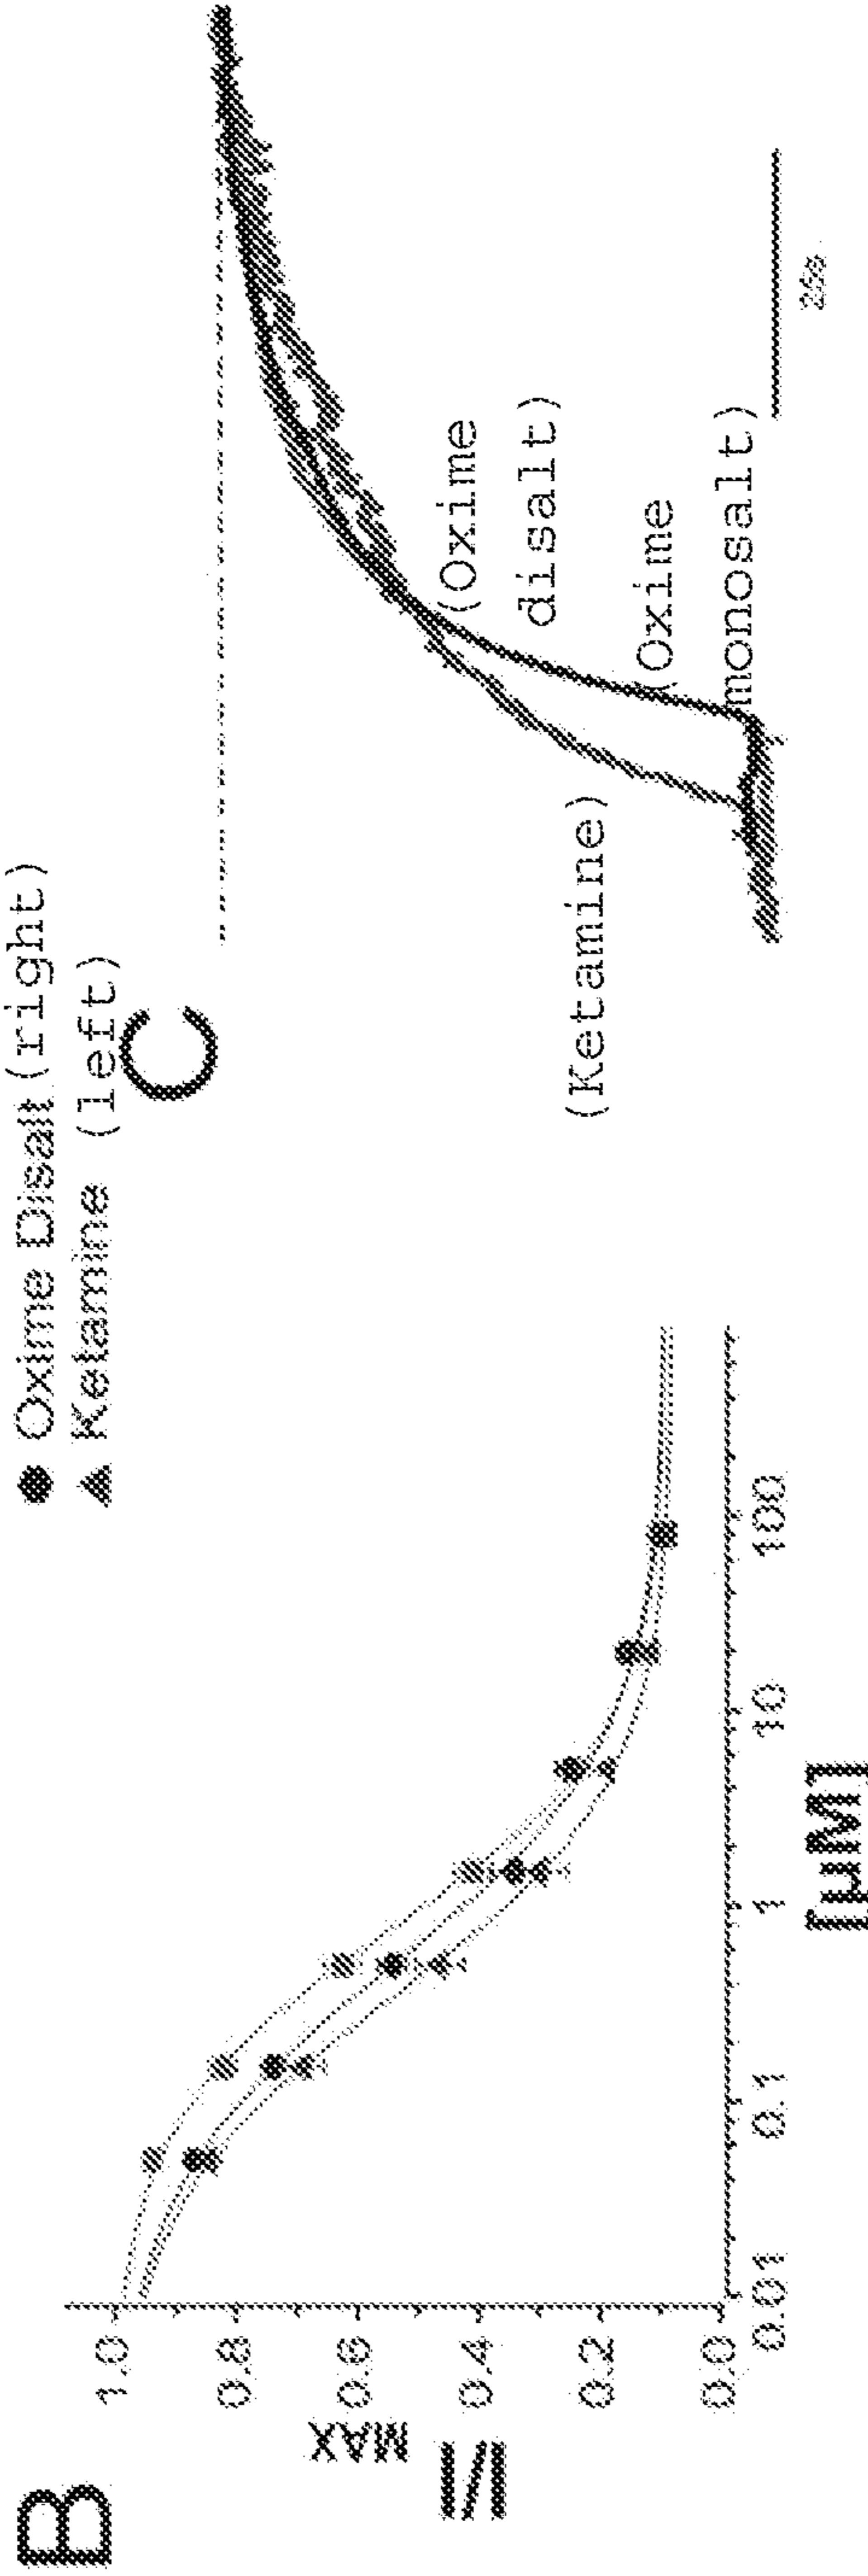 B
● Oxime Disalt (right)
▲ Ketamine (left)
I/I MAX
1.0
0.8
0.6
0.4
0.2
0.0
0.01
0.1
1
10
100
[µM]
C
(Ketamine)
(Oxime
disalt)
(Oxime
monosalt)